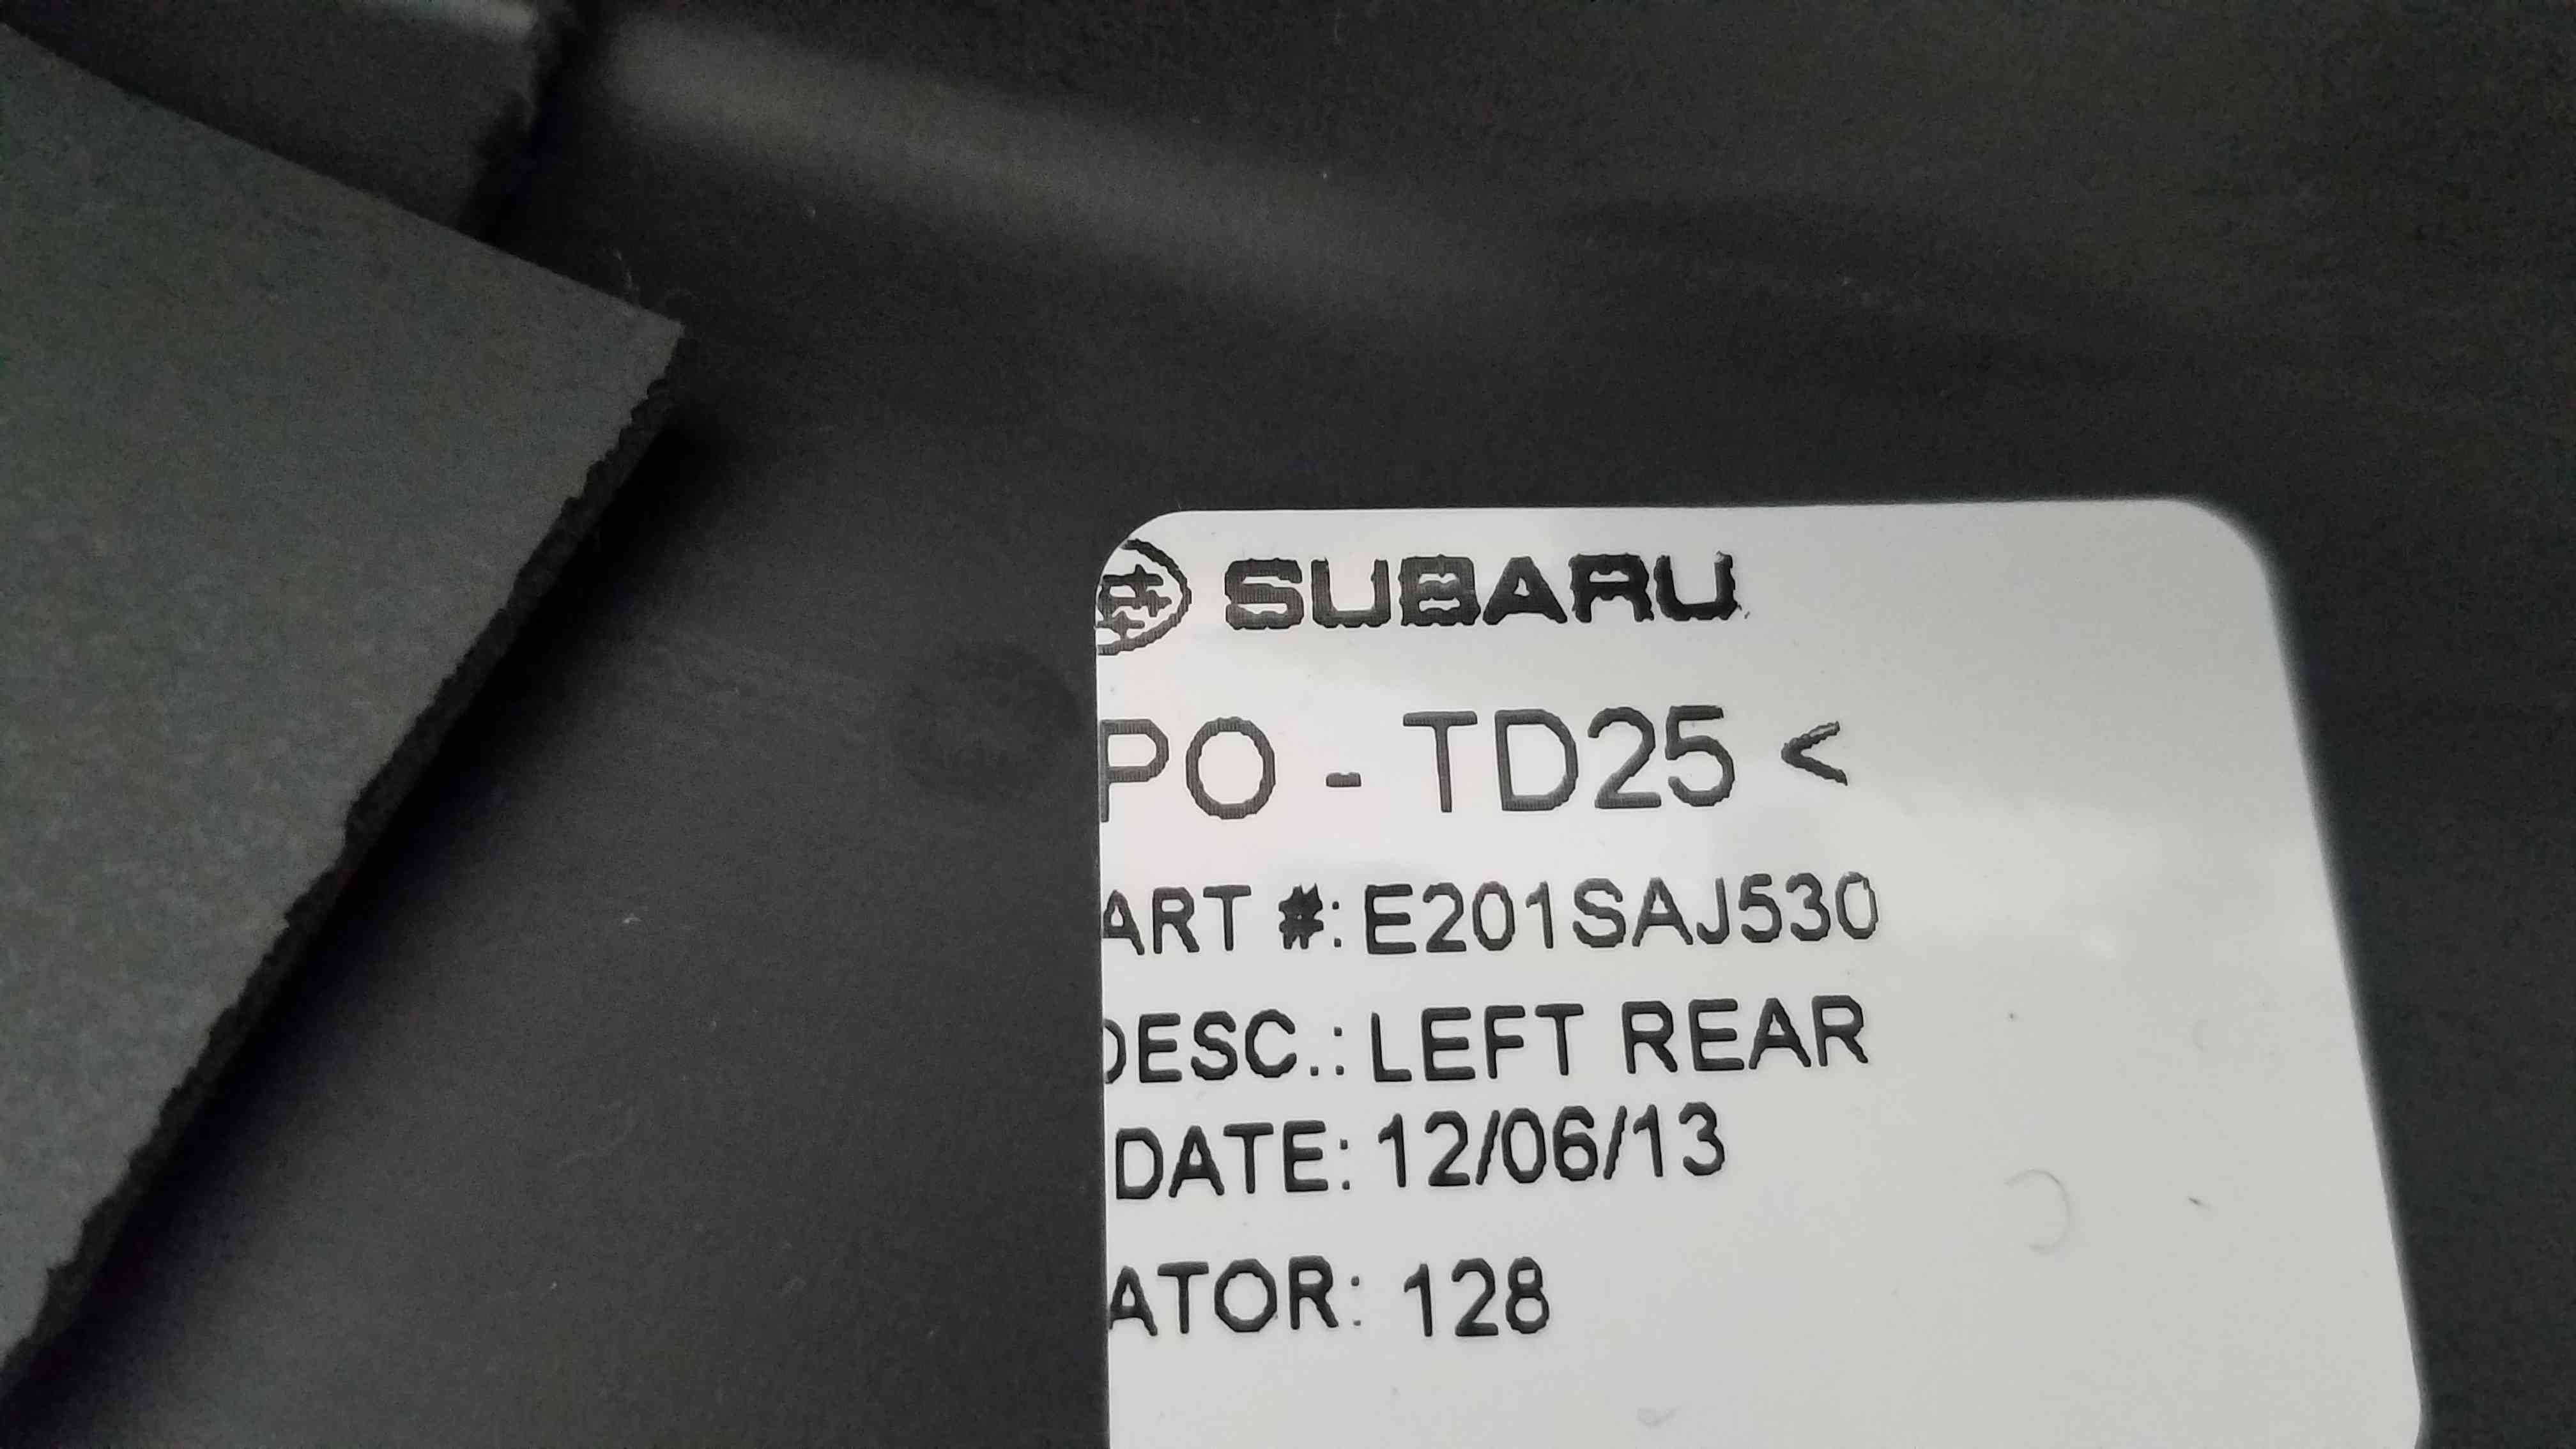 SUBARU
PO - TD25 <
ART #: E201SAJ530
DESC.: LEFT REAR
DATE: 12/06/13
ATOR: 128